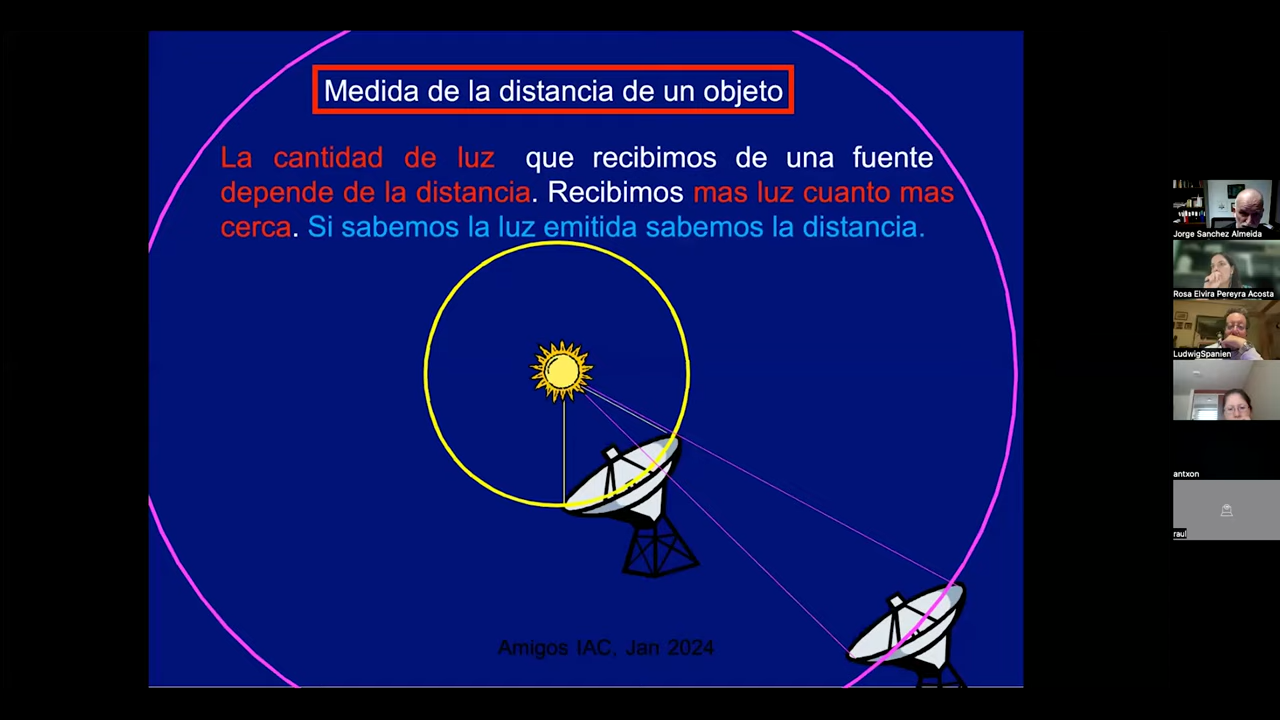 Medida de la distancia de un objeto
La cantidad de luz que recibimos de una fuente
depende de la distancia. Recibimos mas luz cuanto mas
cerca. Si sabemos la luz emitida sabemos la distancia.
Amigos IAC, Jan 2024
Jorge Sanchez Almeida
Rosa Elvira Pereyra Acosta
LudwigSpanien
antxon
raul